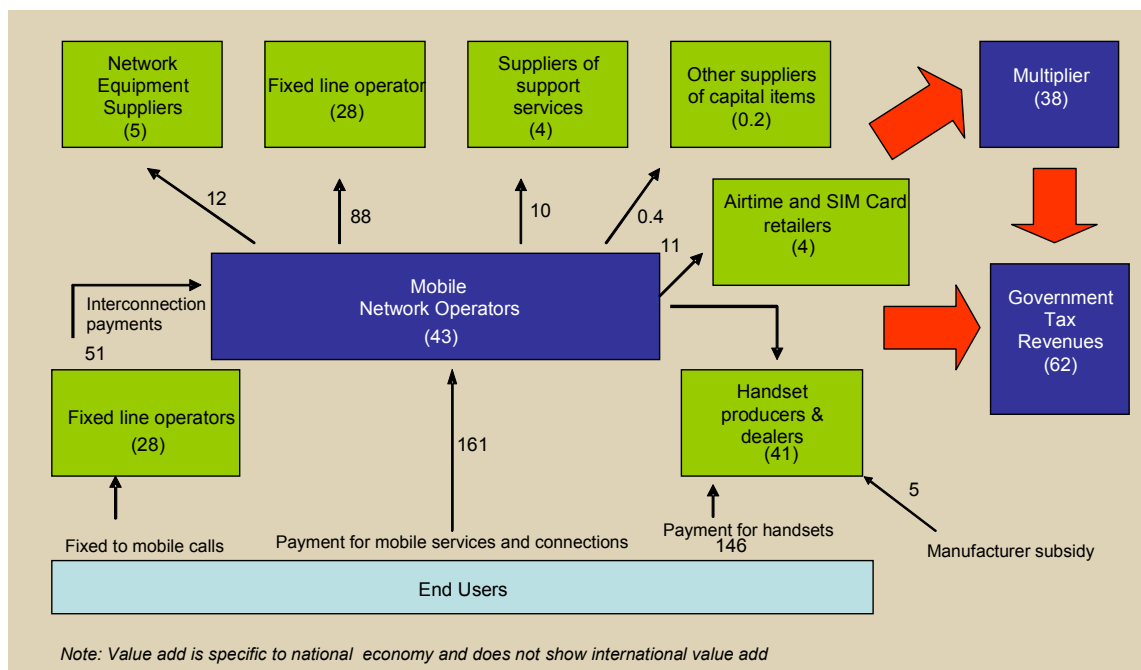 Network
Equipment
Suppliers
(5)
Fixed line operator
(28)
Suppliers of
support
services
(4)
Other suppliers
of capital items
(0.2)
Multiplier
(38)
12
88
10
0.4
11
Airtime and SIM Card
retailers
(4)
Interconnection
payments
51
Mobile
Network Operators
(43)
Government
Tax
Revenues
(62)
Fixed line operators
(28)
161
Handset
producers &
dealers
(41)
5
Fixed to mobile calls
Payment for mobile services and connections
Payment for handsets
146
Manufacturer subsidy
End Users
Note: Value add is specific to national economy and does not show international value add